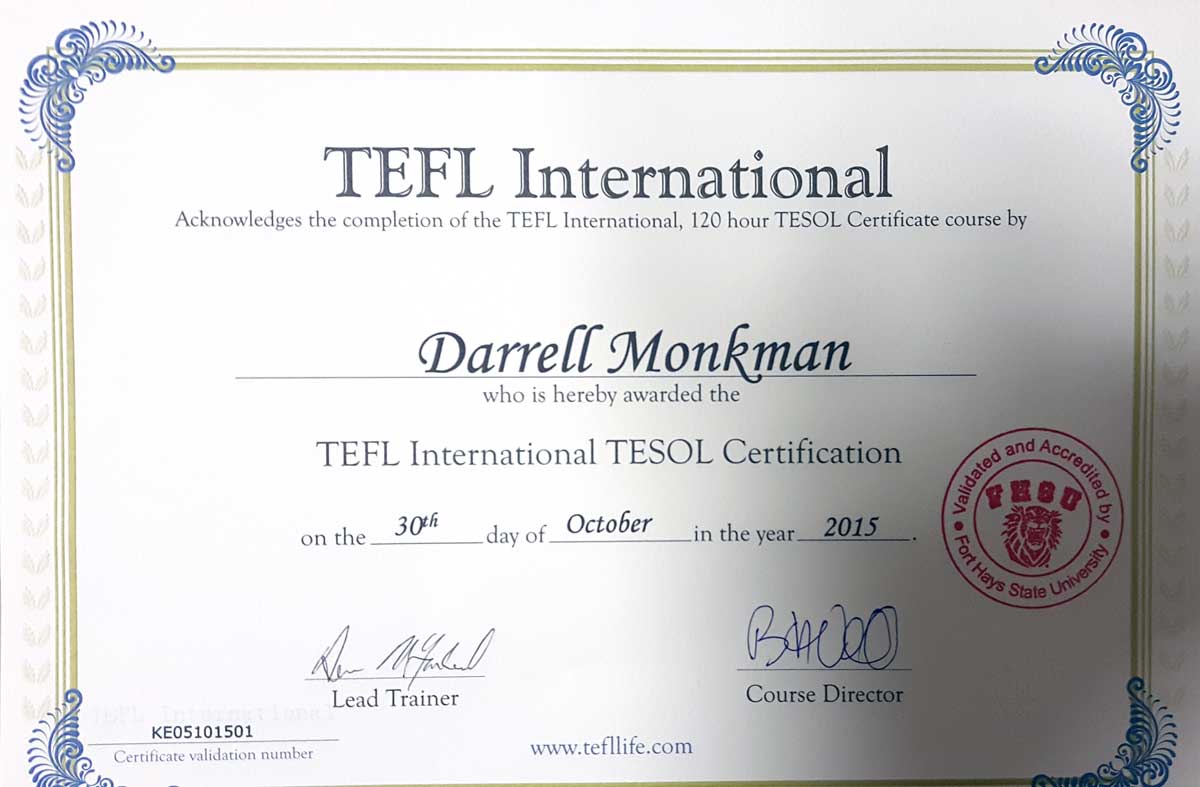 TEFL International
Acknowledges the completion of the TEFL International, 120 hour TESOL Certificate course by
Darrell Monkman
who is hereby awarded the
TEFL International TESOL Certification
on the 30th day of October in the year 2015.
Validated and Accredited by
FHSU
• Fort Hays State University •
Lead Trainer
Course Director
TEFL International
KE05101501
Certificate validation number
www.tefllife.com